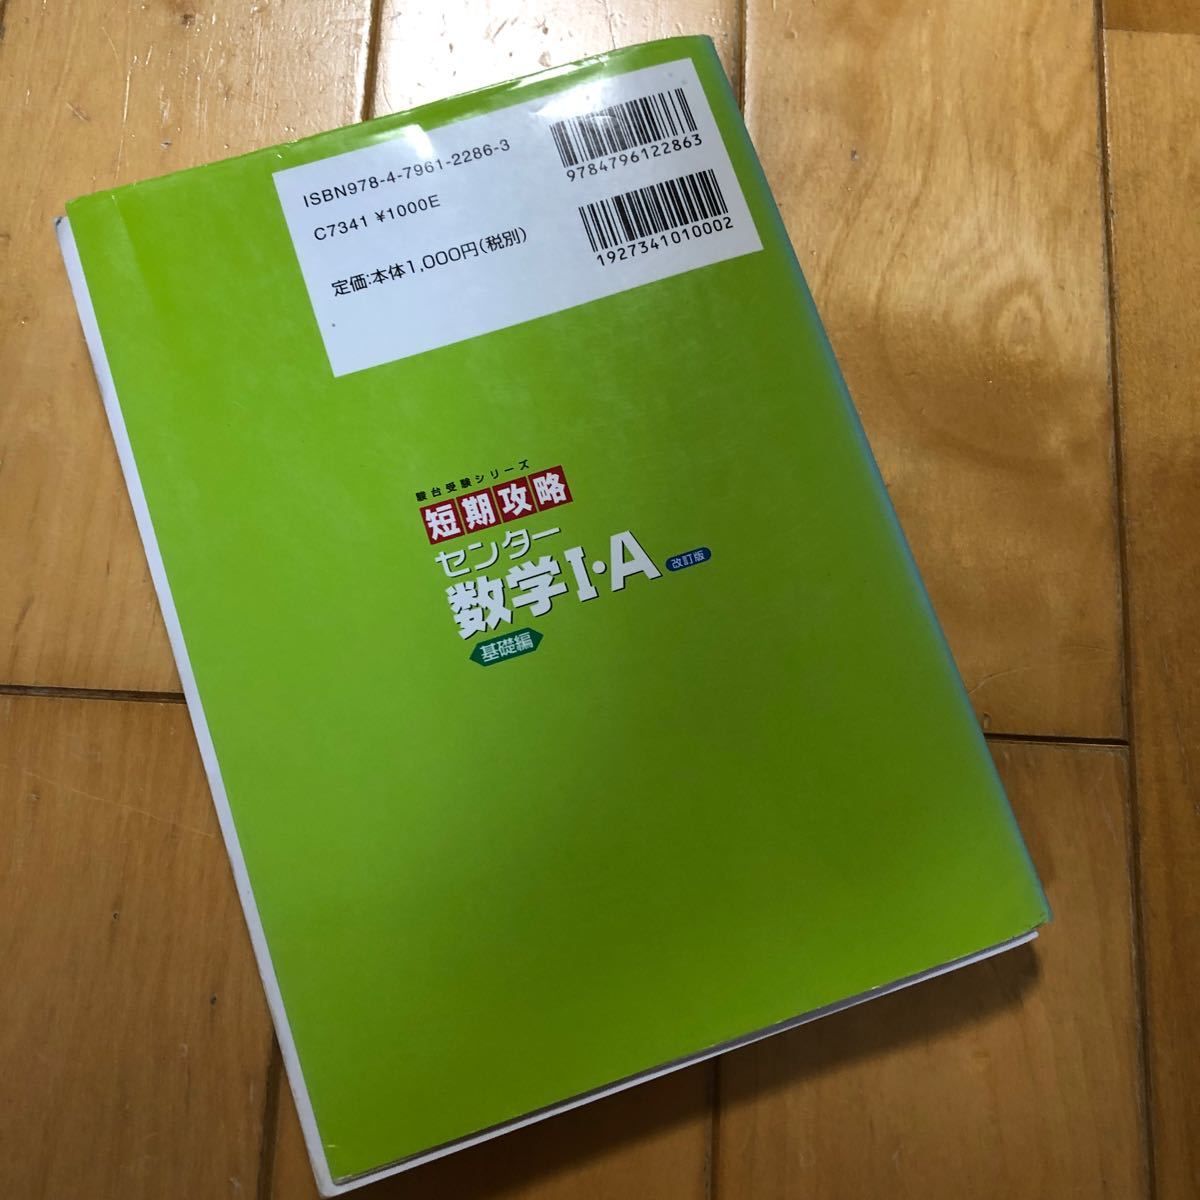 ISBN978-4-7961-2286-3
C7341 ¥1000E
定価:本体1,000円(税別)
9784796122863
1927341010002
駿台受験シリーズ
短期攻略
センター
数学I・A 改訂版
基礎編